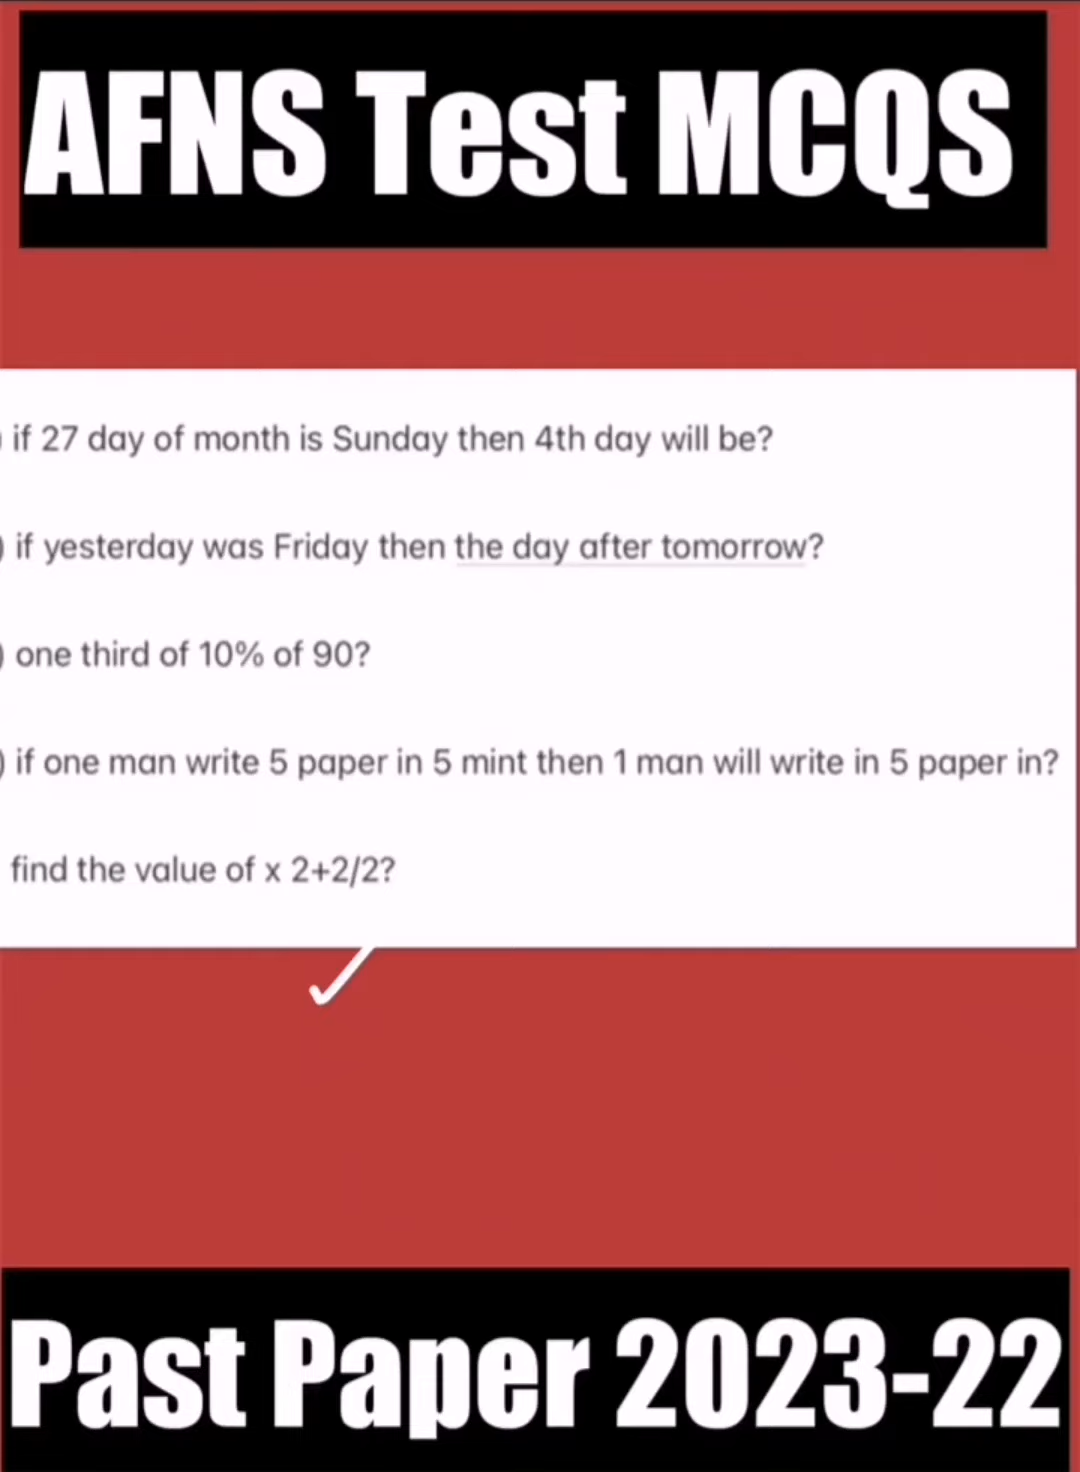 AFNS Test MCQS
) if 27 day of month is Sunday then 4th day will be?
) if yesterday was Friday then the day after tomorrow?
) one third of 10% of 90?
) if one man write 5 paper in 5 mint then 1 man will write in 5 paper in?
find the value of x 2+2/2?
Past Paper 2023-22